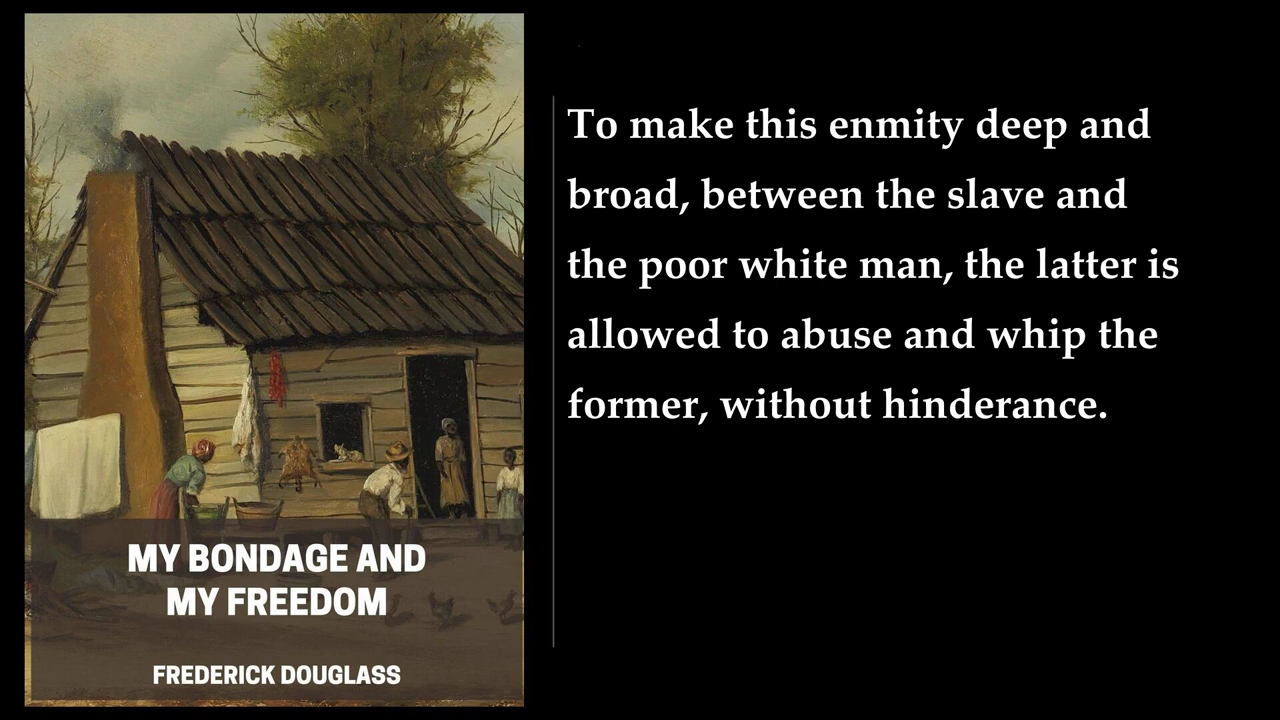 MY BONDAGE AND
MY FREEDOM
FREDERICK DOUGLASS
To make this enmity deep and
broad, between the slave and
the poor white man, the latter is
allowed to abuse and whip the
former, without hinderance.